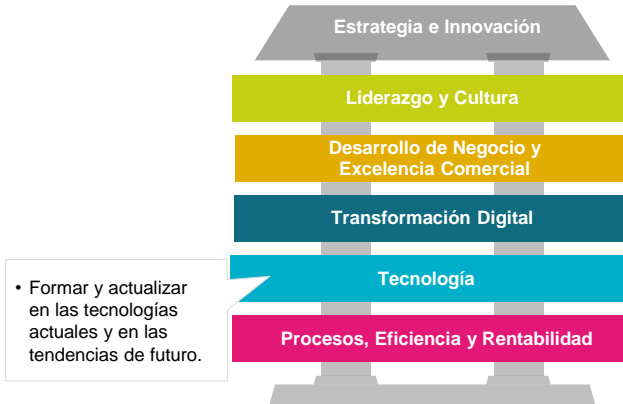 Estrategia e Innovación
Liderazgo y Cultura
Desarrollo de Negocio y
Excelencia Comercial
Transformación Digital
Tecnología
• Formar y actualizar
en las tecnologías
actuales y en las
tendencias de futuro.
Procesos, Eficiencia y Rentabilidad